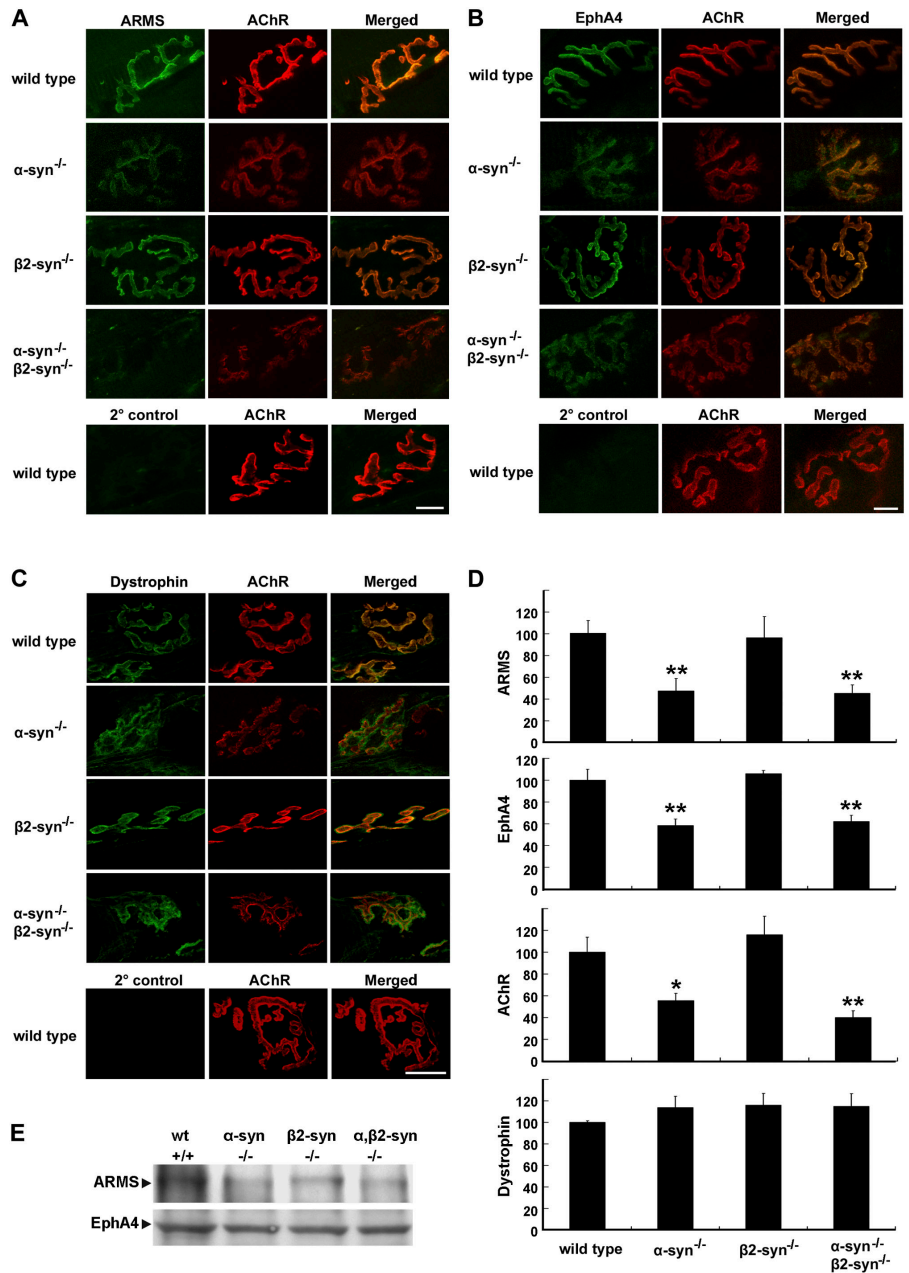 A
ARMS AChR Merged
wild type
α-syn-/-
β2-syn-/-
α-syn-/-
β2-syn-/-
2° control AChR Merged
wild type
B
EphA4 AChR Merged
wild type
α-syn-/-
β2-syn-/-
α-syn-/-
β2-syn-/-
2° control AChR Merged
wild type
C
Dystrophin AChR Merged
wild type
α-syn-/-
β2-syn-/-
α-syn-/-
β2-syn-/-
2° control AChR Merged
wild type
D
ARMS
120
100
80
60
40
20
0
** **
EphA4
120
100
80
60
40
20
0
** **
AChR
120
100
80
60
40
20
0
* **
Dystrophin
120
100
80
60
40
20
0
wild type α-syn-/- β2-syn-/- α-syn-/-
β2-syn-/-
E
wt α-syn β2-syn α,β2-syn
+/+ -/- -/- -/-
ARMS
EphA4